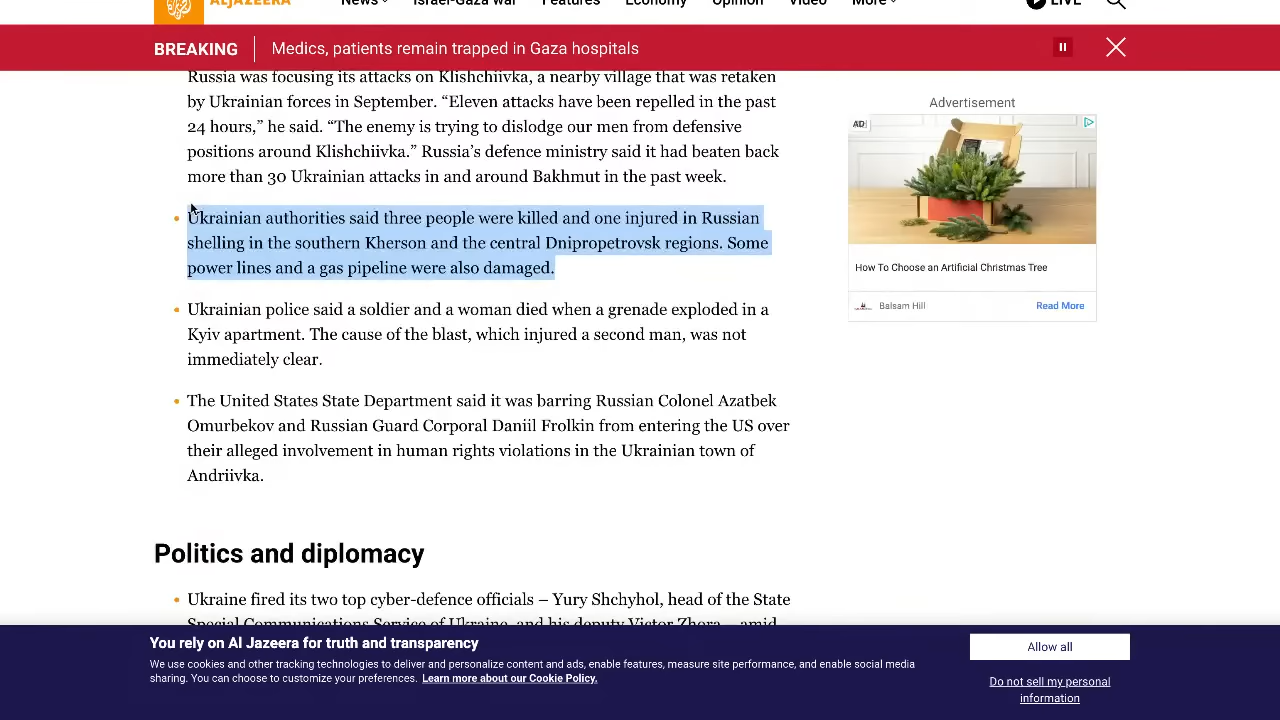 ALJAZEERA
News Israel-Gaza war Features Economy Opinion Video More LIVE
BREAKING Medics, patients remain trapped in Gaza hospitals
Russia was focusing its attacks on Klishchiivka, a nearby village that was retaken
by Ukrainian forces in September. “Eleven attacks have been repelled in the past
24 hours,” he said. “The enemy is trying to dislodge our men from defensive
positions around Klishchiivka.” Russia’s defence ministry said it had beaten back
more than 30 Ukrainian attacks in and around Bakhmut in the past week.
Ukrainian authorities said three people were killed and one injured in Russian
shelling in the southern Kherson and the central Dnipropetrovsk regions. Some
power lines and a gas pipeline were also damaged.
Ukrainian police said a soldier and a woman died when a grenade exploded in a
Kyiv apartment. The cause of the blast, which injured a second man, was not
immediately clear.
The United States State Department said it was barring Russian Colonel Azatbek
Omurbekov and Russian Guard Corporal Daniil Frolkin from entering the US over
their alleged involvement in human rights violations in the Ukrainian town of
Andriivka.
Politics and diplomacy
Ukraine fired its two top cyber-defence officials – Yury Shchyhol, head of the State
Special Communications Service of Ukraine, and his deputy Victor Zhora – amid
Advertisement
AD
How To Choose an Artificial Christmas Tree
Balsam Hill Read More
You rely on Al Jazeera for truth and transparency
We use cookies and other tracking technologies to deliver and personalize content and ads, enable features, measure site performance, and enable social media
sharing. You can choose to customize your preferences. Learn more about our Cookie Policy.
Allow all
Do not sell my personal
information